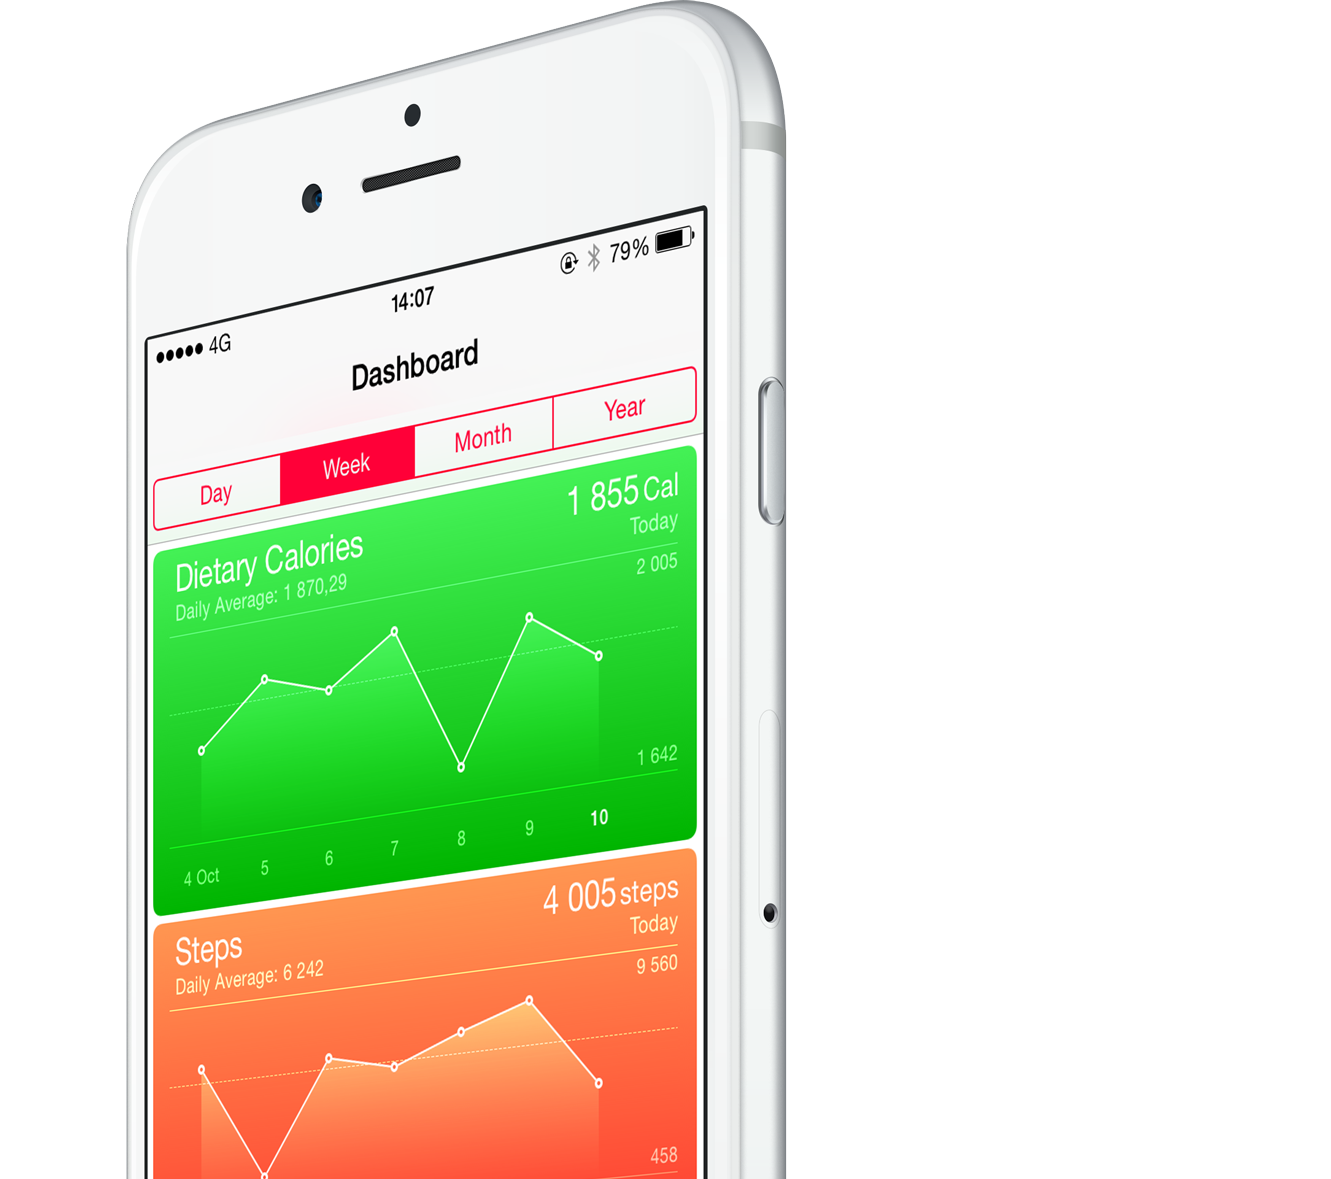 ●●●●● 4G 14:07 79%
Dashboard
Day Week Month Year
Dietary Calories 1 855 Cal
Daily Average: 1 870,29 Today
2 005
1 642
4 Oct 5 6 7 8 9 10
Steps 4 005 steps
Daily Average: 6 242 Today
9 560
458